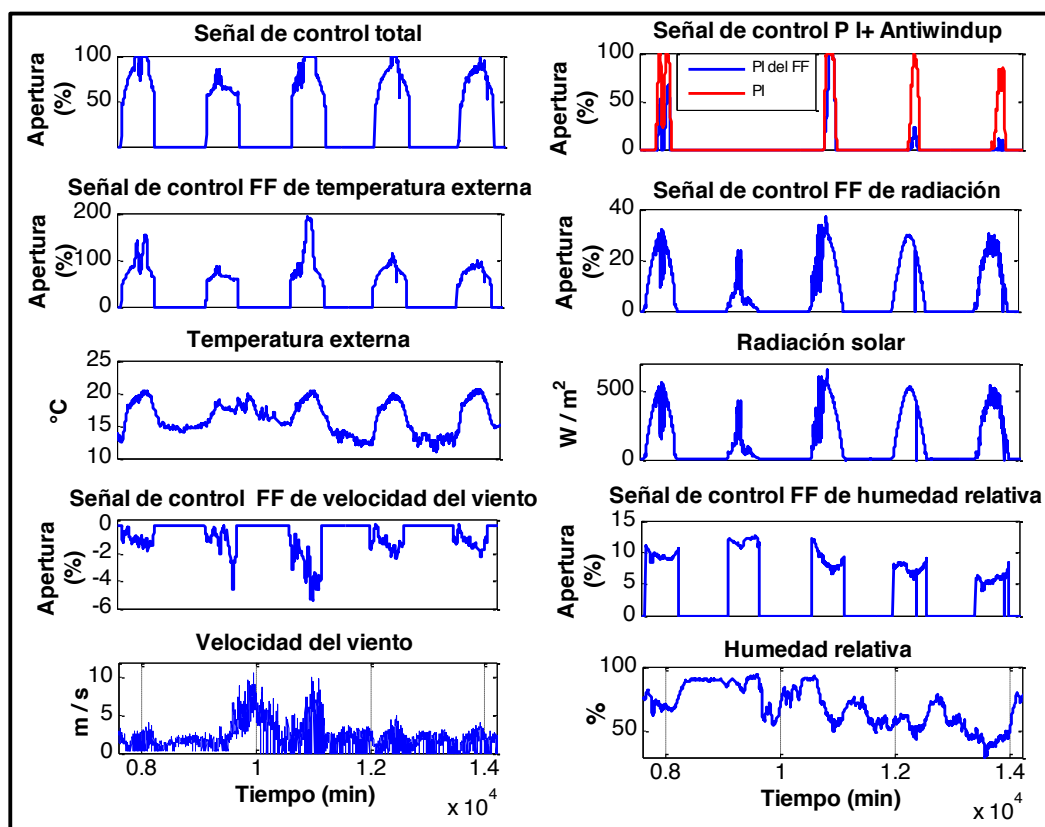 Señal de control total
Apertura
(%)
100
50
Señal de control P I+ Antiwindup
Apertura
(%)
100
50
0
PI del FF
PI
Señal de control FF de temperatura externa
Apertura
(%)
200
100
0
Señal de control FF de radiación
Apertura
(%)
40
20
0
Temperatura externa
°C
25
20
15
10
Radiación solar
W / m²
500
0
Señal de control FF de velocidad del viento
Apertura
(%)
0
-2
-4
-6
Señal de control FF de humedad relativa
Apertura
(%)
15
10
5
0
Velocidad del viento
m / s
10
5
0
0.8 1 1.2 1.4
Tiempo (min)
x 10⁴
Humedad relativa
%
100
50
0.8 1 1.2 1.4
Tiempo (min)
x 10⁴